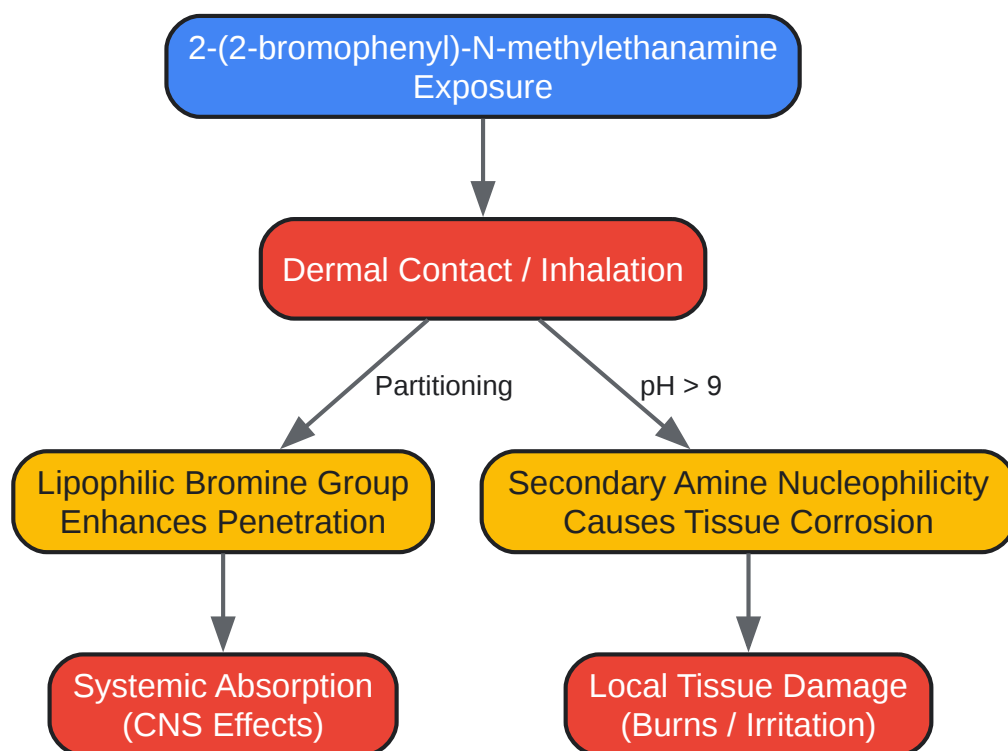 2-(2-bromophenyl)-N-methylethanamine
Exposure
Dermal Contact / Inhalation
Partitioning
pH > 9
Lipophilic Bromine Group
Enhances Penetration
Secondary Amine Nucleophilicity
Causes Tissue Corrosion
Systemic Absorption
(CNS Effects)
Local Tissue Damage
(Burns / Irritation)